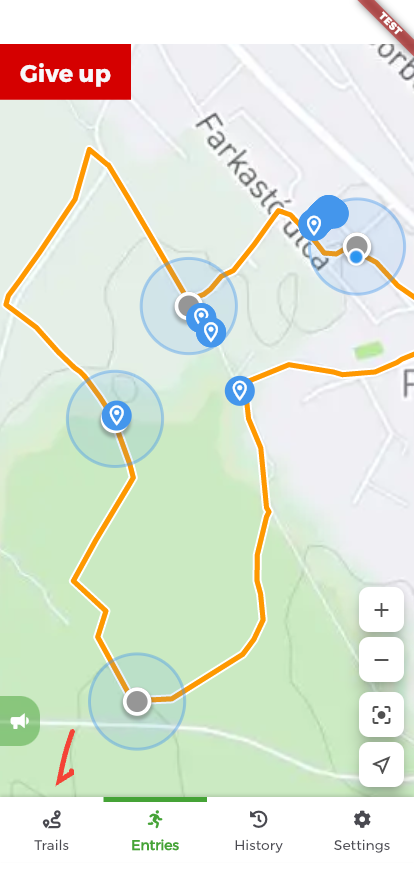 TEST
Give up
Farkastó utca
Trails
Entries
History
Settings